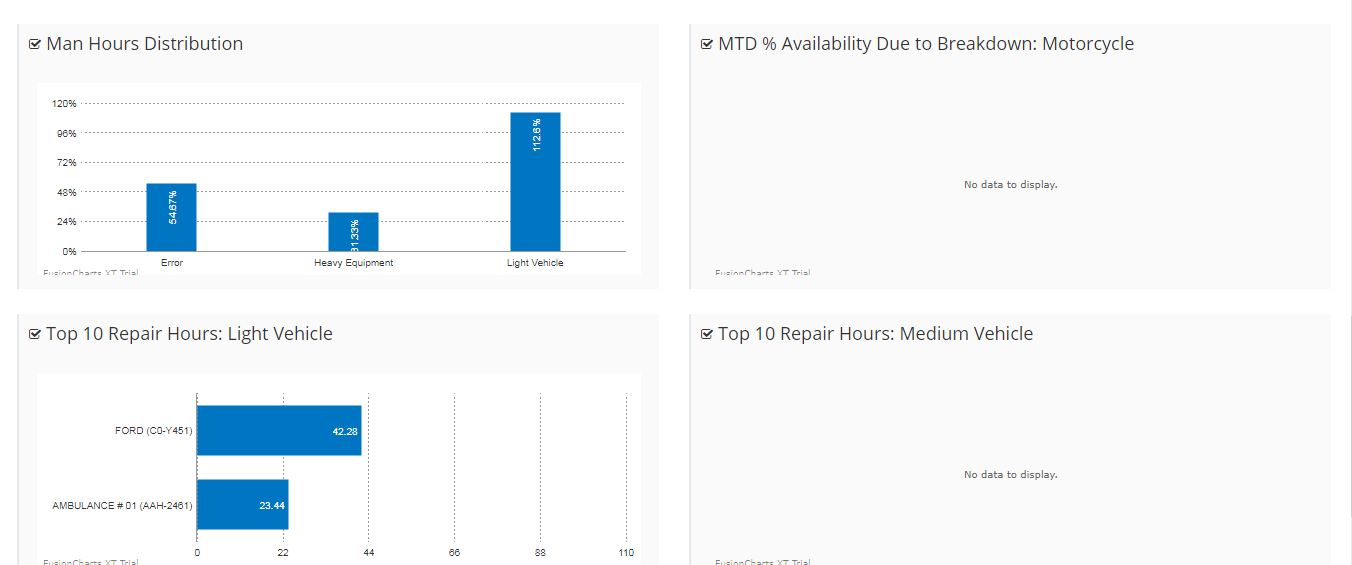 Man Hours Distribution
120%
96%
72%
48%
24%
0%
54.67%
31.33%
112.6%
Error
Heavy Equipment
Light Vehicle
FusionCharts XT Trial
MTD % Availability Due to Breakdown: Motorcycle
No data to display.
FusionCharts XT Trial
Top 10 Repair Hours: Light Vehicle
FORD (C0-Y451)
42.28
AMBULANCE # 01 (AAH-2461)
23.44
0 22 44 66 88 110
FusionCharts XT Trial
Top 10 Repair Hours: Medium Vehicle
No data to display.
FusionCharts XT Trial